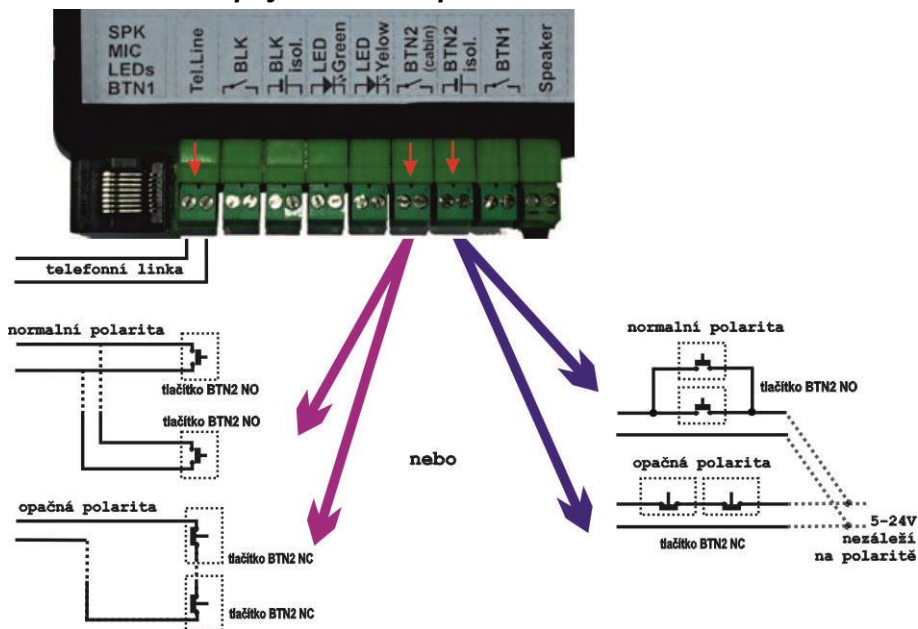 SPK
MIC
LEDs
BTN1
Tel.Line
BLK
BLK
isol.
LED
Green
LED
Yelow
BTN2
(cabin)
BTN2
isol.
BTN1
Speaker
telefonní linka
normalní polarita
tlačítko BTN2 NO
tlačítko BTN2 NO
opačná polarita
tlačítko BTN2 NC
tlačítko BTN2 NC
nebo
normalní polarita
tlačítko BTN2 NO
opačná polarita
tlačítko BTN2 NC
5-24V
nezáleží
na polaritě